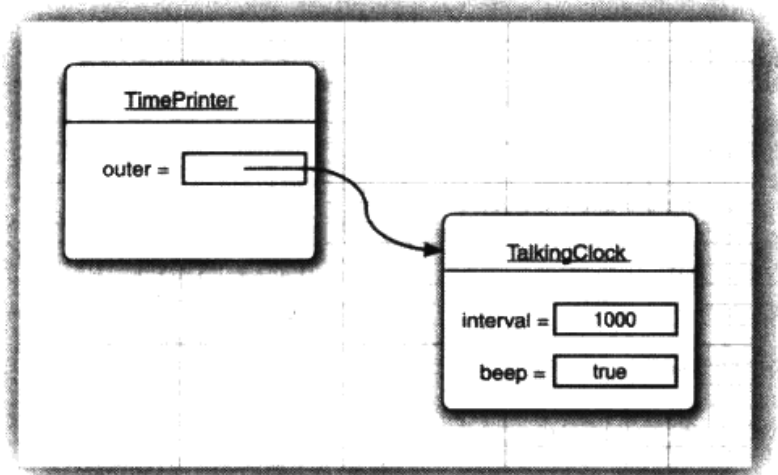 TimePrinter
outer =
TalkingClock
interval = 1000
beep = true